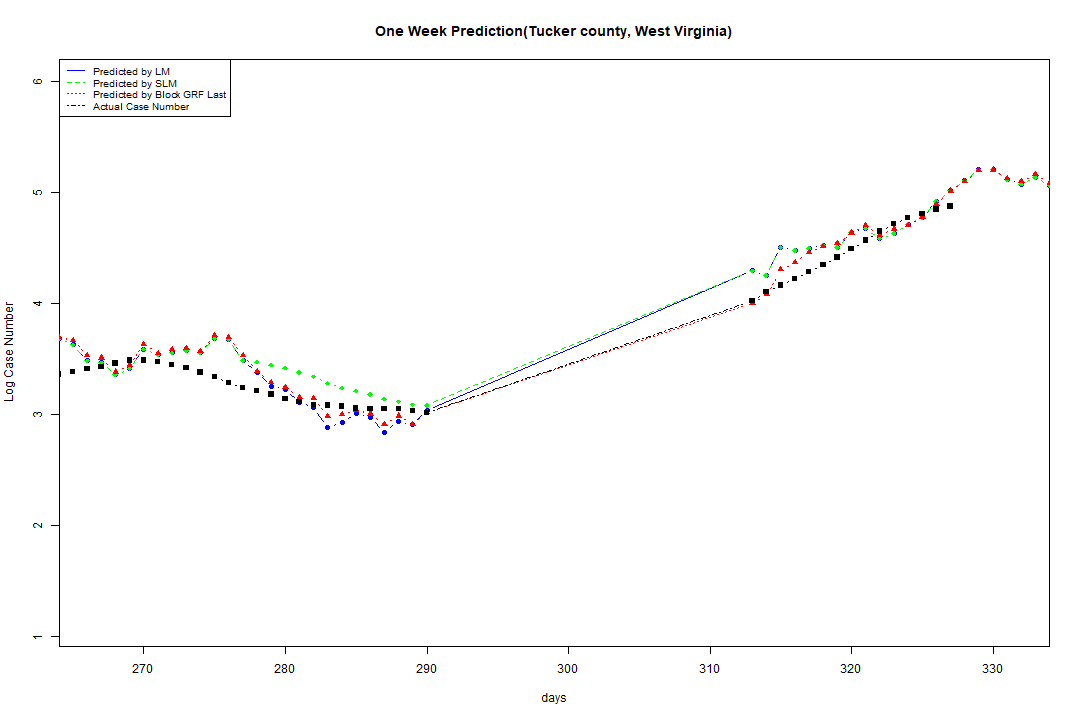 One Week Prediction(Tucker county, West Virginia)
Predicted by LM
Predicted by SLM
Predicted by Block GRF Last
Actual Case Number
6
5
4
3
2
1
Log Case Number
270 280 290 300 310 320 330
days